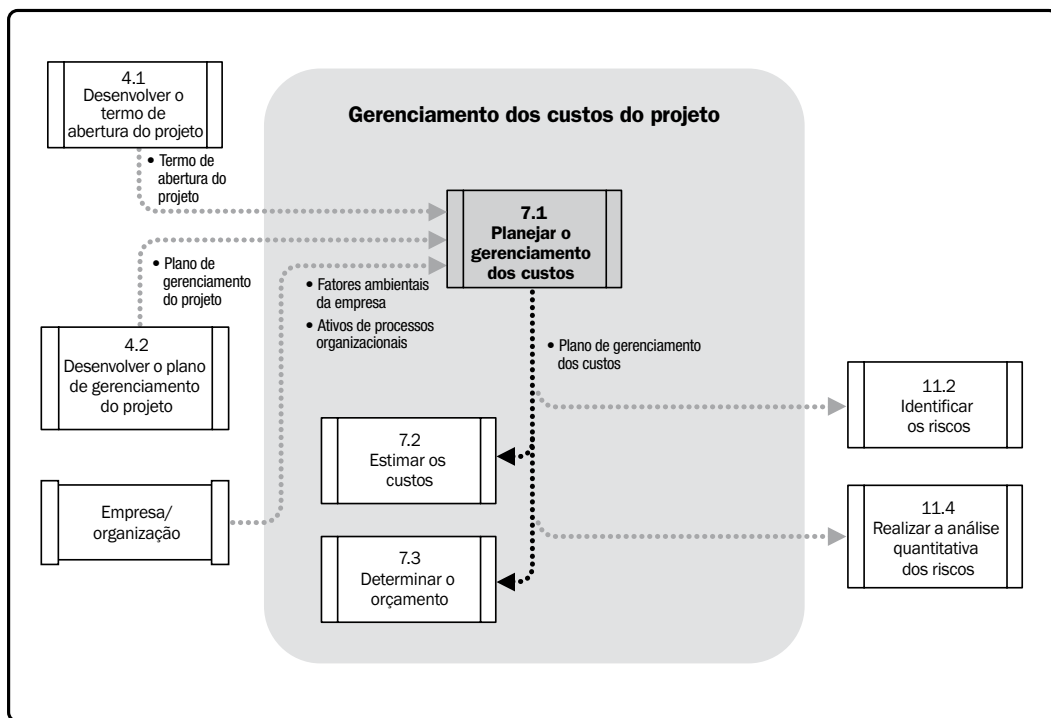 4.1
Desenvolver o
termo de
abertura do projeto
• Termo de
abertura do
projeto
Gerenciamento dos custos do projeto
7.1
Planejar o
gerenciamento
dos custos
• Plano de
gerenciamento
do projeto
• Fatores ambientais
da empresa
• Ativos de processos
organizacionais
4.2
Desenvolver o plano
de gerenciamento
do projeto
• Plano de gerenciamento
dos custos
11.2
Identificar
os riscos
7.2
Estimar os
custos
Empresa/
organização
11.4
Realizar a análise
quantitativa
dos riscos
7.3
Determinar o
orçamento